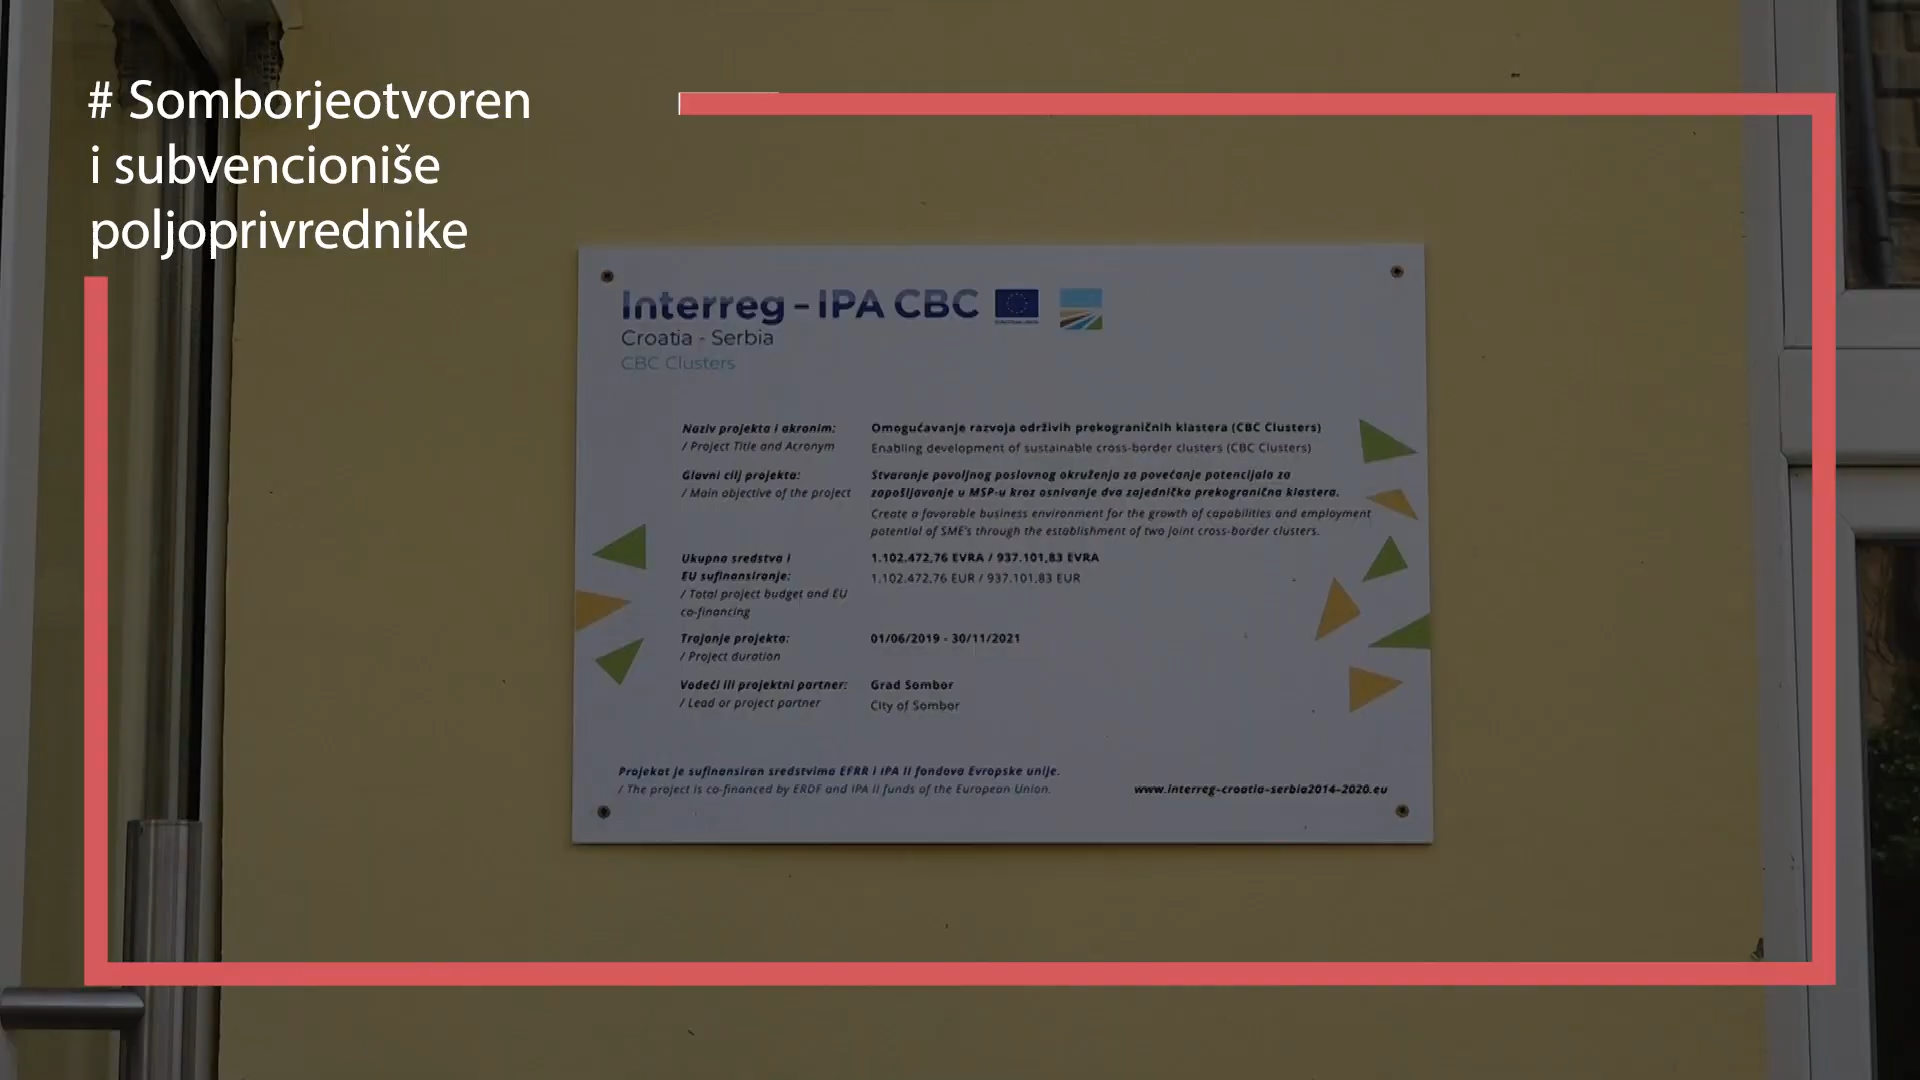 # Somborjeotvoren
i subvencioniše
poljoprivrednike
Interreg - IPA CBC
EUROPEAN UNION
Croatia - Serbia
CBC Clusters
Naziv projekta i akronim:
/ Project Title and Acronym
Omogućavanje razvoja održivih prekograničnih klastera (CBC Clusters)
Enabling development of sustainable cross-border clusters (CBC Clusters)
Glavni cilj projekta:
/ Main objective of the project
Stvaranje povoljnog poslovnog okruženja za povećanje potencijala za
zapošljavanje u MSP-u kroz osnivanje dva zajednička prekogranična klastera.
Create a favorable business environment for the growth of capabilities and employment
potential of SME's through the establishment of two joint cross-border clusters.
Ukupna sredstva i
EU sufinansiranje:
/ Total project budget and EU
co-financing
1.102.472,76 EVRA / 937.101,83 EVRA
1.102.472,76 EUR / 937.101,83 EUR
Trajanje projekta:
/ Project duration
01/06/2019 - 30/11/2021
Vodeći ili projektni partner:
/ Lead or project partner
Grad Sombor
City of Sombor
Projekat je sufinansiran sredstvima EFRR i IPA II fondova Evropske unije.
/ The project is co-financed by ERDF and IPA II funds of the European Union.
www.interreg-croatia-serbia2014-2020.eu